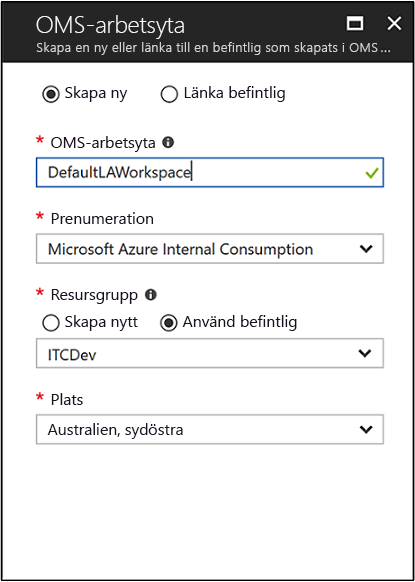 OMS-arbetsyta
Skapa en ny eller länka till en befintlig som skapats i OMS ...
Skapa ny Länka befintlig
* OMS-arbetsyta
DefaultLAWorkspace
* Prenumeration
Microsoft Azure Internal Consumption
* Resursgrupp
Skapa nytt Använd befintlig
ITCDev
* Plats
Australien, sydöstra